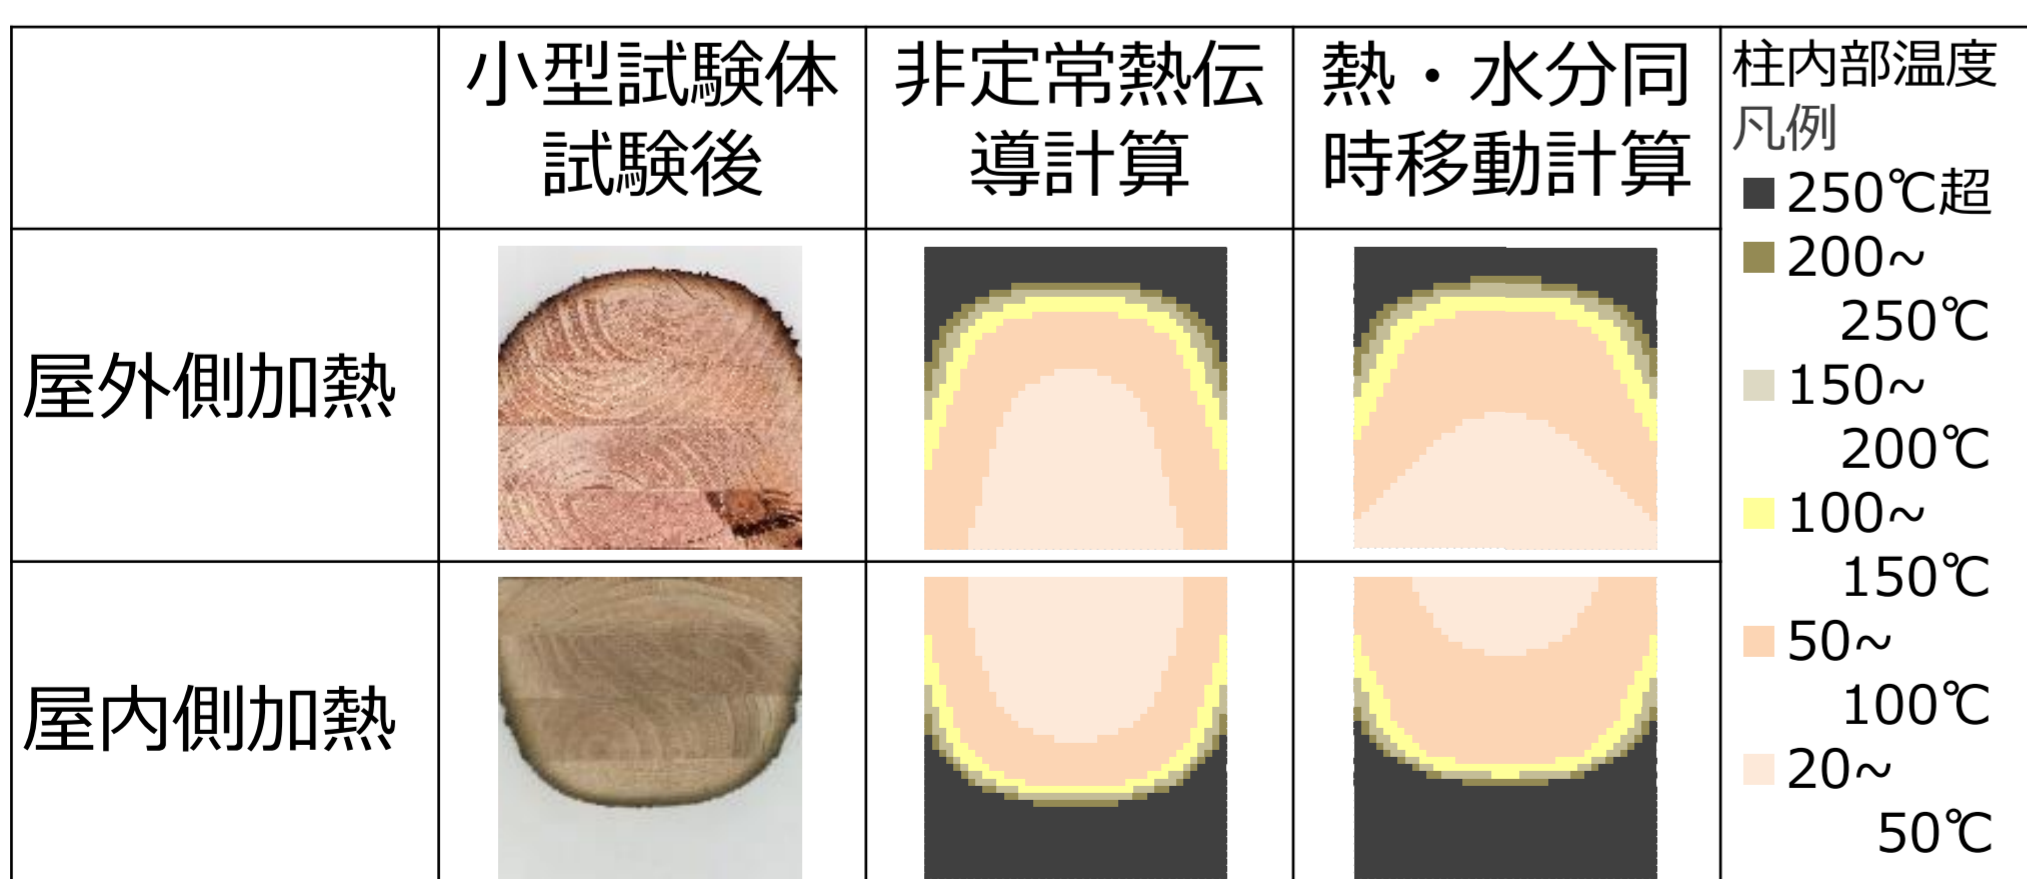 小型試験体
試験後
非定常熱伝
導計算
熱・水分同
時移動計算
柱内部温度
凡例
250℃超
200~
250℃
150~
200℃
100~
150℃
50~
100℃
20~
50℃
屋外側加熱
屋内側加熱